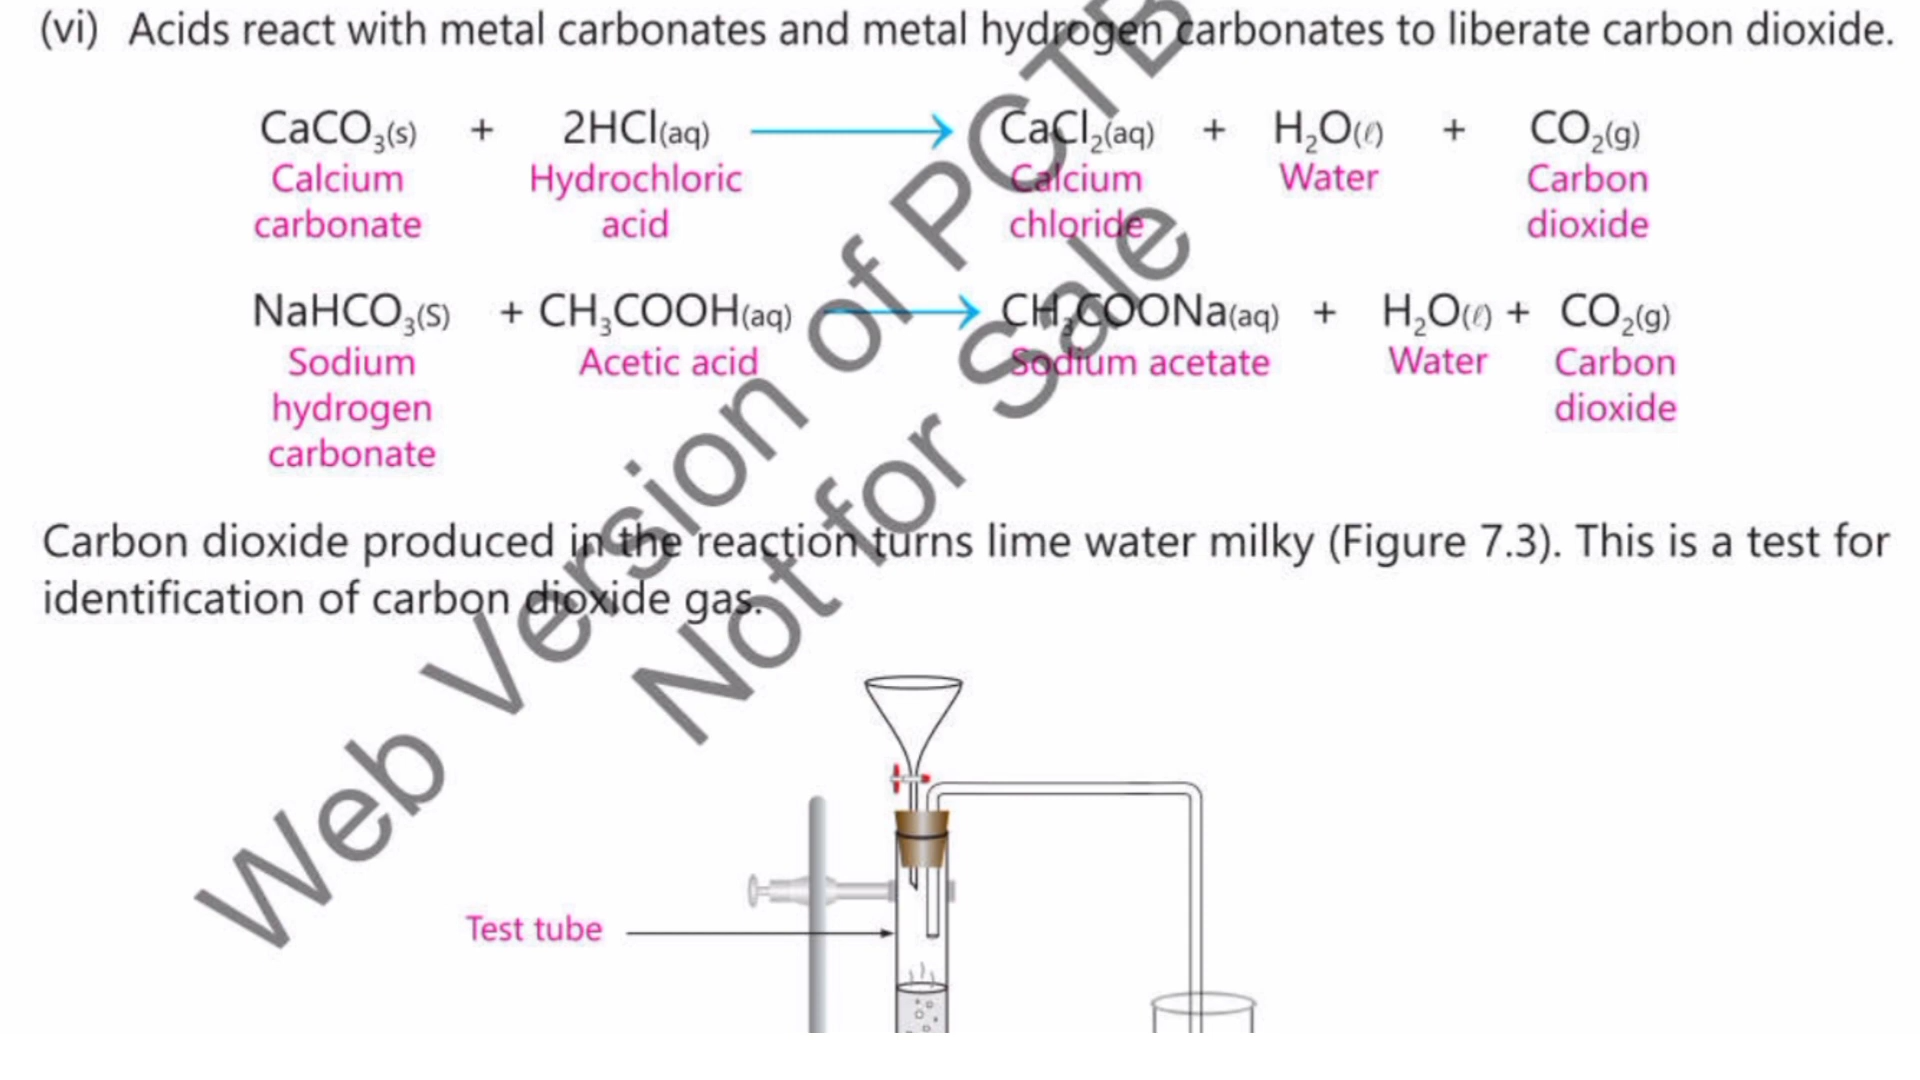 (vi) Acids react with metal carbonates and metal hydrogen carbonates to liberate carbon dioxide.
CaCO₃(s) + 2HCl(aq) ⟶ CaCl₂(aq) + H₂O(ℓ) + CO₂(g)
Calcium Hydrochloric Calcium Water Carbon
carbonate acid chloride dioxide
NaHCO₃(S) + CH₃COOH(aq) ⟶ CH₃COONa(aq) + H₂O(ℓ) + CO₂(g)
Sodium Acetic acid Sodium acetate Water Carbon
hydrogen dioxide
carbonate
Carbon dioxide produced in the reaction turns lime water milky (Figure 7.3). This is a test for
identification of carbon dioxide gas.
Test tube
Web Version of PCTB
Not for Sale